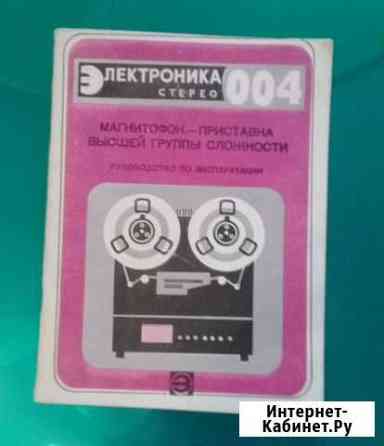 ЭЛЕКТРОНИКА
СТЕРЕО
004
МАГНИТОФОН-ПРИСТАВКА
ВЫСШЕЙ ГРУППЫ СЛОЖНОСТИ
РУКОВОДСТВО ПО ЭКСПЛУАТАЦИИ
Интернет-
Кабинет.Ру